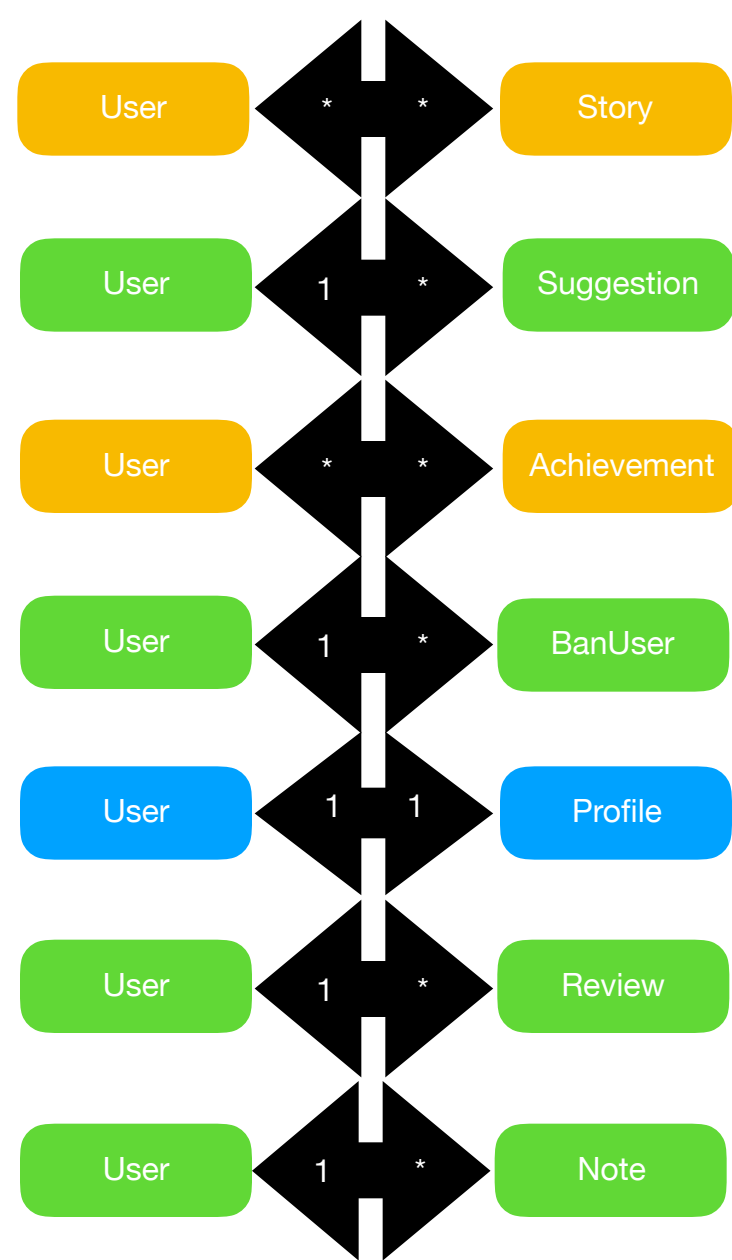 User * * Story
User 1 * Suggestion
User * * Achievement
User 1 * BanUser
User 1 1 Profile
User 1 * Review
User 1 * Note